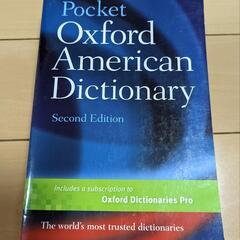 Pocket
Oxford
American
Dictionary
Second Edition
Includes a subscription to
Oxford Dictionaries Pro
The world's most trusted dictionaries